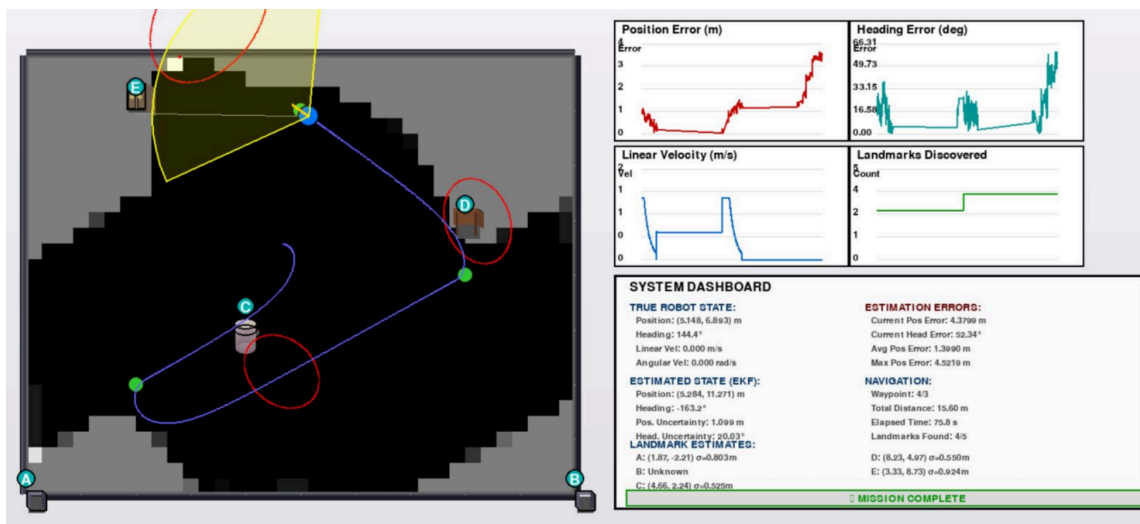 E
D
C
A
B
Position Error (m)
4
Error
3
2
1
0
Heading Error (deg)
66.31
Error
49.73
33.15
16.58
0.00
Linear Velocity (m/s)
2
Vel
1
1
0
0
Landmarks Discovered
5
Count
4
2
1
0
SYSTEM DASHBOARD
TRUE ROBOT STATE:
Position: (5.148, 6.893) m
Heading: 144.4°
Linear Vel: 0.000 m/s
Angular Vel: 0.000 rad/s
ESTIMATED STATE (EKF):
Position: (5.284, 11.271) m
Heading: -163.2°
Pos. Uncertainty: 1.099 m
Head. Uncertainty: 20.03°
LANDMARK ESTIMATES:
A: (1.87, -2.21) σ=0.803m
B: Unknown
C: (4.66, 2.24) σ=0.525m
ESTIMATION ERRORS:
Current Pos Error: 4.3799 m
Current Head Error: 52.34°
Avg Pos Error: 1.3990 m
Max Pos Error: 4.5219 m
NAVIGATION:
Waypoint: 4/3
Total Distance: 15.60 m
Elapsed Time: 75.8 s
Landmarks Found: 4/5
D: (8.23, 4.97) σ=0.550m
E: (3.33, 8.73) σ=0.924m
MISSION COMPLETE